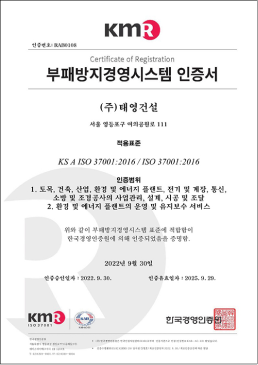 KMR
인증번호: HAB0108
Certificate of Registration
부패방지경영시스템 인증서
(주)태영건설
서울 영등포구 여의공원로 111
적용표준
KS A ISO 37001:2016 / ISO 37001:2016
인증범위
1. 토목, 건축, 산업, 환경 및 에너지 플랜트, 전기 및 계장, 통신,
소방 및 조경공사의 사업관리, 설계, 시공 및 조달
2. 환경 및 에너지 플랜트의 운영 및 유지보수 서비스
위와 같이 부패방지경영시스템 표준에 적합함이
한국경영인증원에 의해 인증되었음을 증명함.
2022년 9월 30일
인증승인일자 : 2022. 9. 30.
인증유효일자 : 2025. 9. 29.
KMR
ISO 37001
한국경영인증원